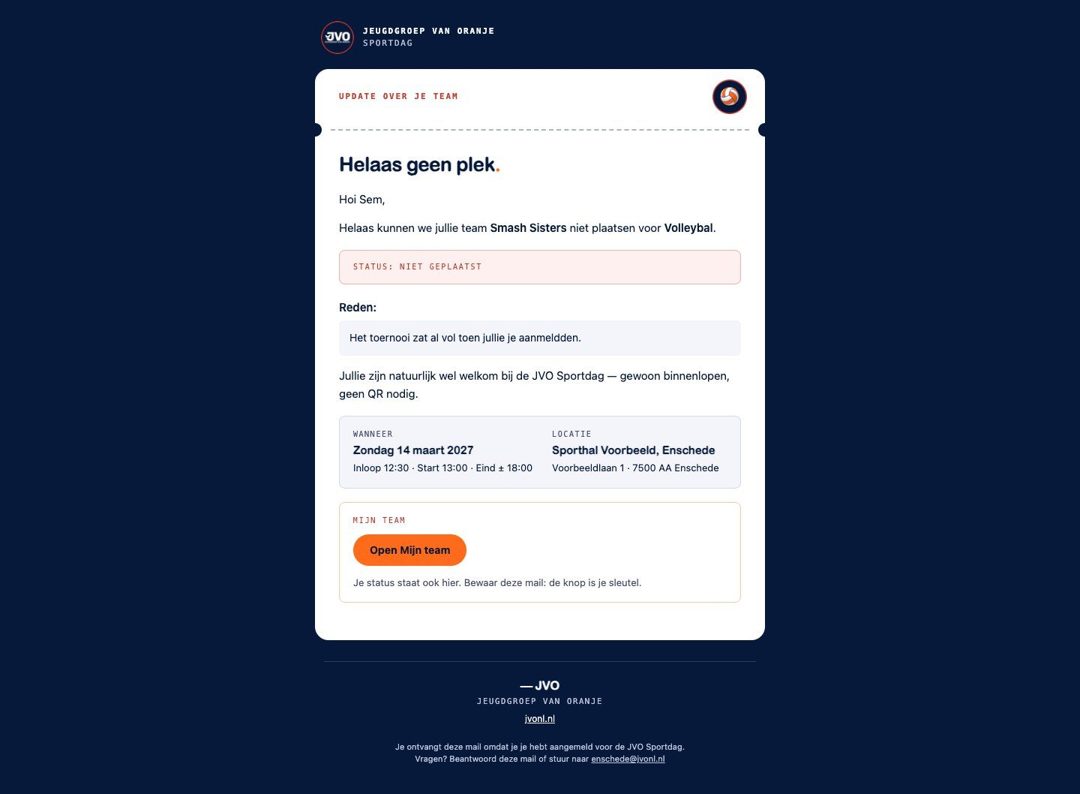 JVO
JEUGDGROEP VAN ORANJE
SPORTDAG
UPDATE OVER JE TEAM
Helaas geen plek.
Hoi Sem,
Helaas kunnen we jullie team Smash Sisters niet plaatsen voor Volleybal.
STATUS: NIET GEPLAATST
Reden:
Het toernooi zat al vol toen jullie je aanmeldden.
Jullie zijn natuurlijk wel welkom bij de JVO Sportdag — gewoon binnenlopen,
geen QR nodig.
WANNEER
Zondag 14 maart 2027
Inloop 12:30 · Start 13:00 · Eind ± 18:00
LOCATIE
Sporthal Voorbeeld, Enschede
Voorbeeldlaan 1 · 7500 AA Enschede
MIJN TEAM
Open Mijn team
Je status staat ook hier. Bewaar deze mail: de knop is je sleutel.
— JVO
JEUGDGROEP VAN ORANJE
jvonl.nl
Je ontvangt deze mail omdat je je hebt aangemeld voor de JVO Sportdag.
Vragen? Beantwoord deze mail of stuur naar enschede@jvonl.nl